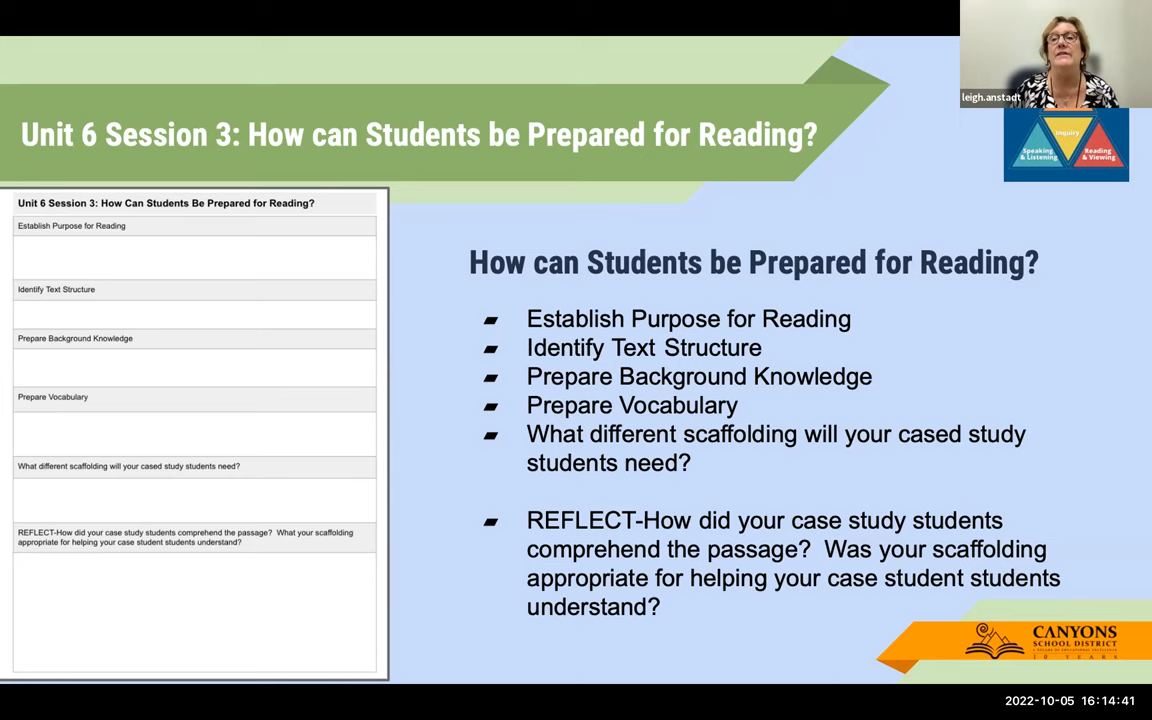 leigh.anstadt
Unit 6 Session 3: How can Students be Prepared for Reading?
Inquiry
Speaking
& Listening
Reading
& Viewing
Unit 6 Session 3: How Can Students Be Prepared for Reading?
Establish Purpose for Reading
Identify Text Structure
Prepare Background Knowledge
Prepare Vocabulary
What different scaffolding will your cased study students need?
REFLECT-How did your case study students comprehend the passage?  What your scaffolding
appropriate for helping your case student students understand?
How can Students be Prepared for Reading?
Establish Purpose for Reading
Identify Text Structure
Prepare Background Knowledge
Prepare Vocabulary
What different scaffolding will your cased study
students need?
REFLECT-How did your case study students
comprehend the passage?  Was your scaffolding
appropriate for helping your case student students
understand?
CANYONS
SCHOOL DISTRICT
10 YEARS
2022-10-05 16:14:41